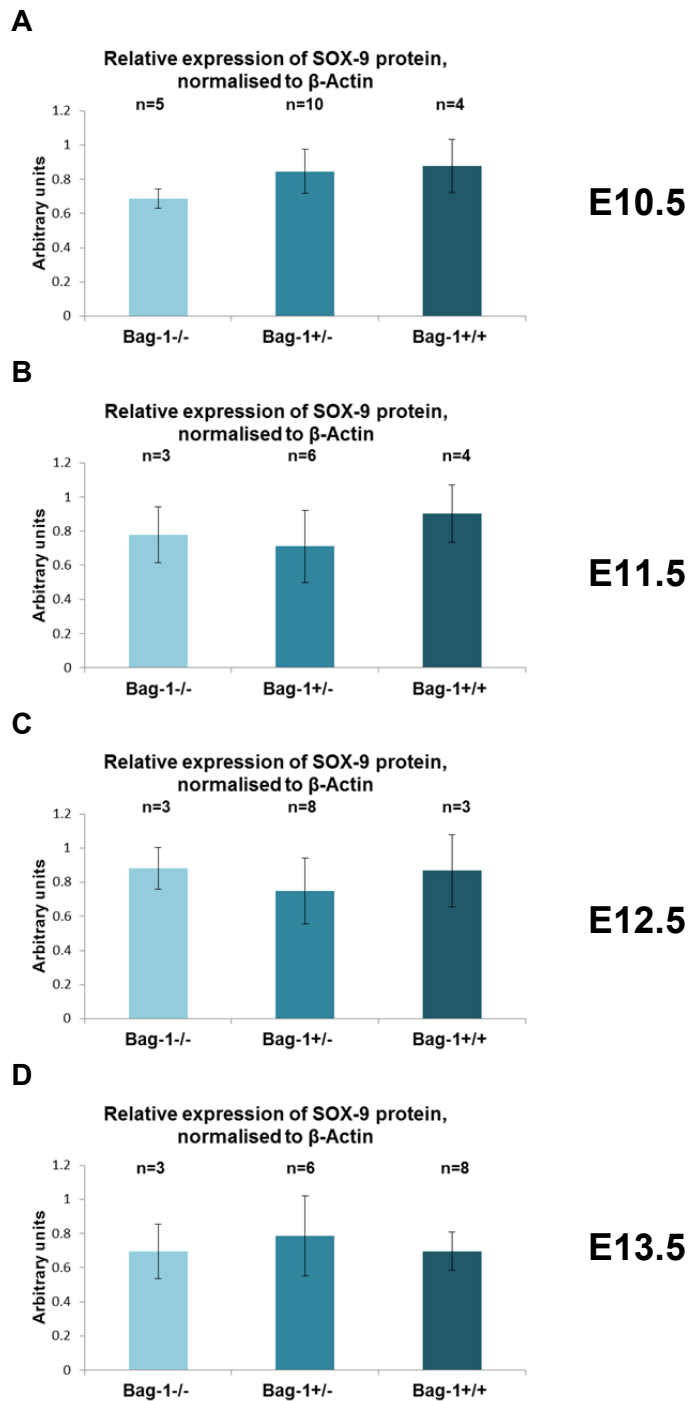 A
Relative expression of SOX-9 protein,
normalised to β-Actin
n=5 n=10 n=4
1.2
1
0.8
0.6
0.4
0.2
0
Arbitrary units
Bag-1-/- Bag-1+/- Bag-1+/+
E10.5
B
Relative expression of SOX-9 protein,
normalised to β-Actin
n=3 n=6 n=4
1.2
1
0.8
0.6
0.4
0.2
0
Arbitrary units
Bag-1-/- Bag-1+/- Bag-1+/+
E11.5
C
Relative expression of SOX-9 protein,
normalised to β-Actin
n=3 n=8 n=3
1.2
1
0.8
0.6
0.4
0.2
0
Arbitrary units
Bag-1-/- Bag-1+/- Bag-1+/+
E12.5
D
Relative expression of SOX-9 protein,
normalised to β-Actin
n=3 n=6 n=8
1.2
1
0.8
0.6
0.4
0.2
0
Arbitrary units
Bag-1-/- Bag-1+/- Bag-1+/+
E13.5